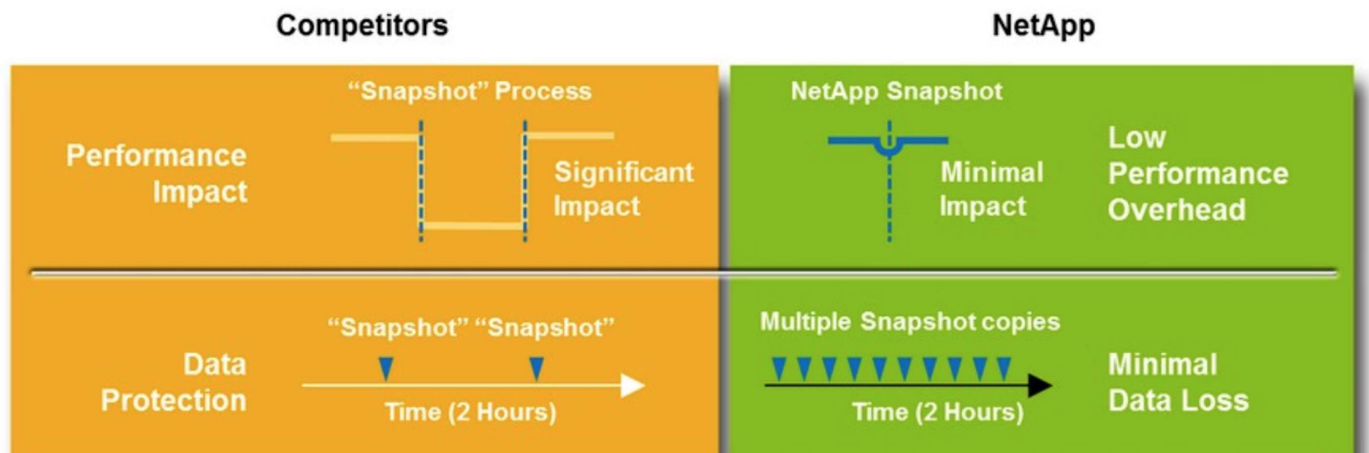 Competitors
NetApp
“Snapshot” Process
NetApp Snapshot
Performance
Impact
Significant
Impact
Minimal
Impact
Low
Performance
Overhead
“Snapshot” “Snapshot”
Multiple Snapshot copies
Data
Protection
Time (2 Hours)
Time (2 Hours)
Minimal
Data Loss